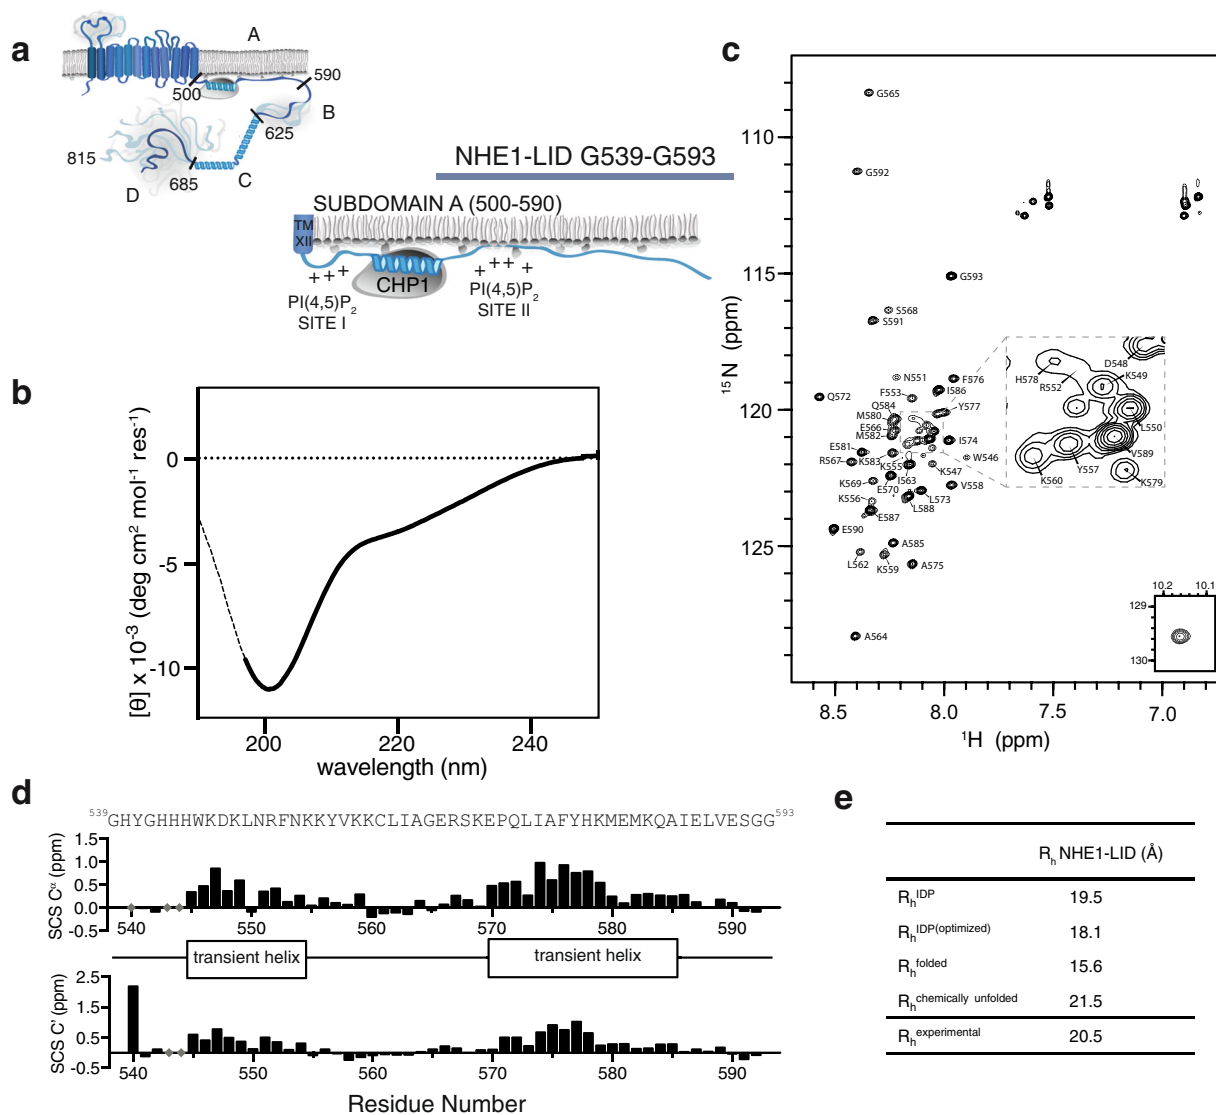 a
A
500
590
B
625
815
685
D
C
NHE1-LID G539-G593
SUBDOMAIN A (500-590)
TM
XII
+ + +
CHP1
+ ++ +
PI(4,5)P2
SITE I
PI(4,5)P2
SITE II
b
[θ] x 10-3 (deg cm2 mol-1 res-1)
0
-5
-10
200
220
240
wavelength (nm)
c
15N (ppm)
110
115
120
125
8.5
8.0
7.5
7.0
1H (ppm)
G565
G592
G593
S568
S591
N551
F576
Q572
F553
I586
Q584
M580
Y577
E566
M582
I574
E581
K583
R567
K555
W546
K569
I563
K547
E570
L573
V558
K556
L588
E587
E590
A585
L562
K559
A575
A564
D548
H578
R552
K549
L550
V589
Y557
K560
K579
10.2
10.1
129
130
d
539GHYGHHHWKDKLNRFNKKYVKKCLIAGERSKEPQLIAFYHKMEMKQAIELVESGG593
SCS Cα (ppm)
1.5
1.0
0.5
0.0
-0.5
540
550
560
570
580
590
transient helix
transient helix
SCS C' (ppm)
2.5
1.5
0.5
-0.5
540
550
560
570
580
590
Residue Number
e
Rh NHE1-LID (Å)
RhIDP 19.5
RhIDP(optimized) 18.1
Rhfolded 15.6
Rhchemically unfolded 21.5
Rhexperimental 20.5